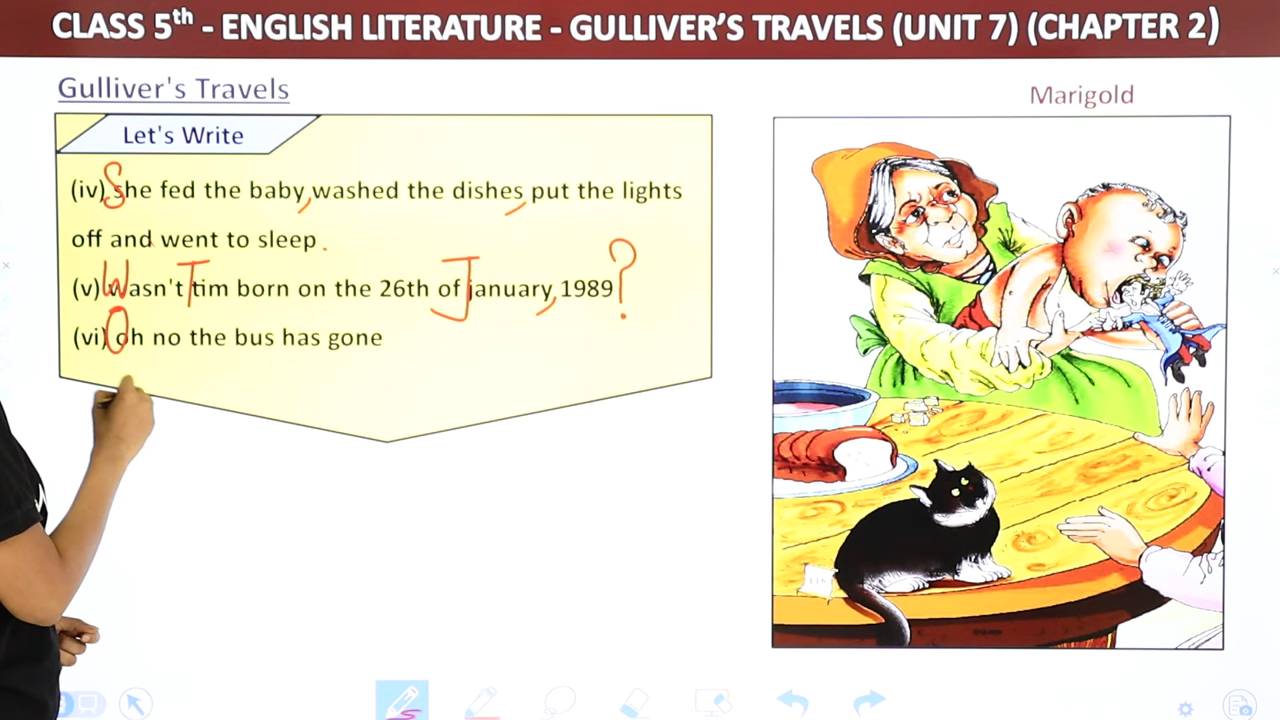 CLASS 5th - ENGLISH LITERATURE - GULLIVER'S TRAVELS (UNIT 7) (CHAPTER 2)
Gulliver's Travels
Marigold
Let's Write
(iv) She fed the baby, washed the dishes, put the lights
off and went to sleep.
(v) Wasn't Tim born on the 26th of January, 1989?
(vi) Oh no the bus has gone